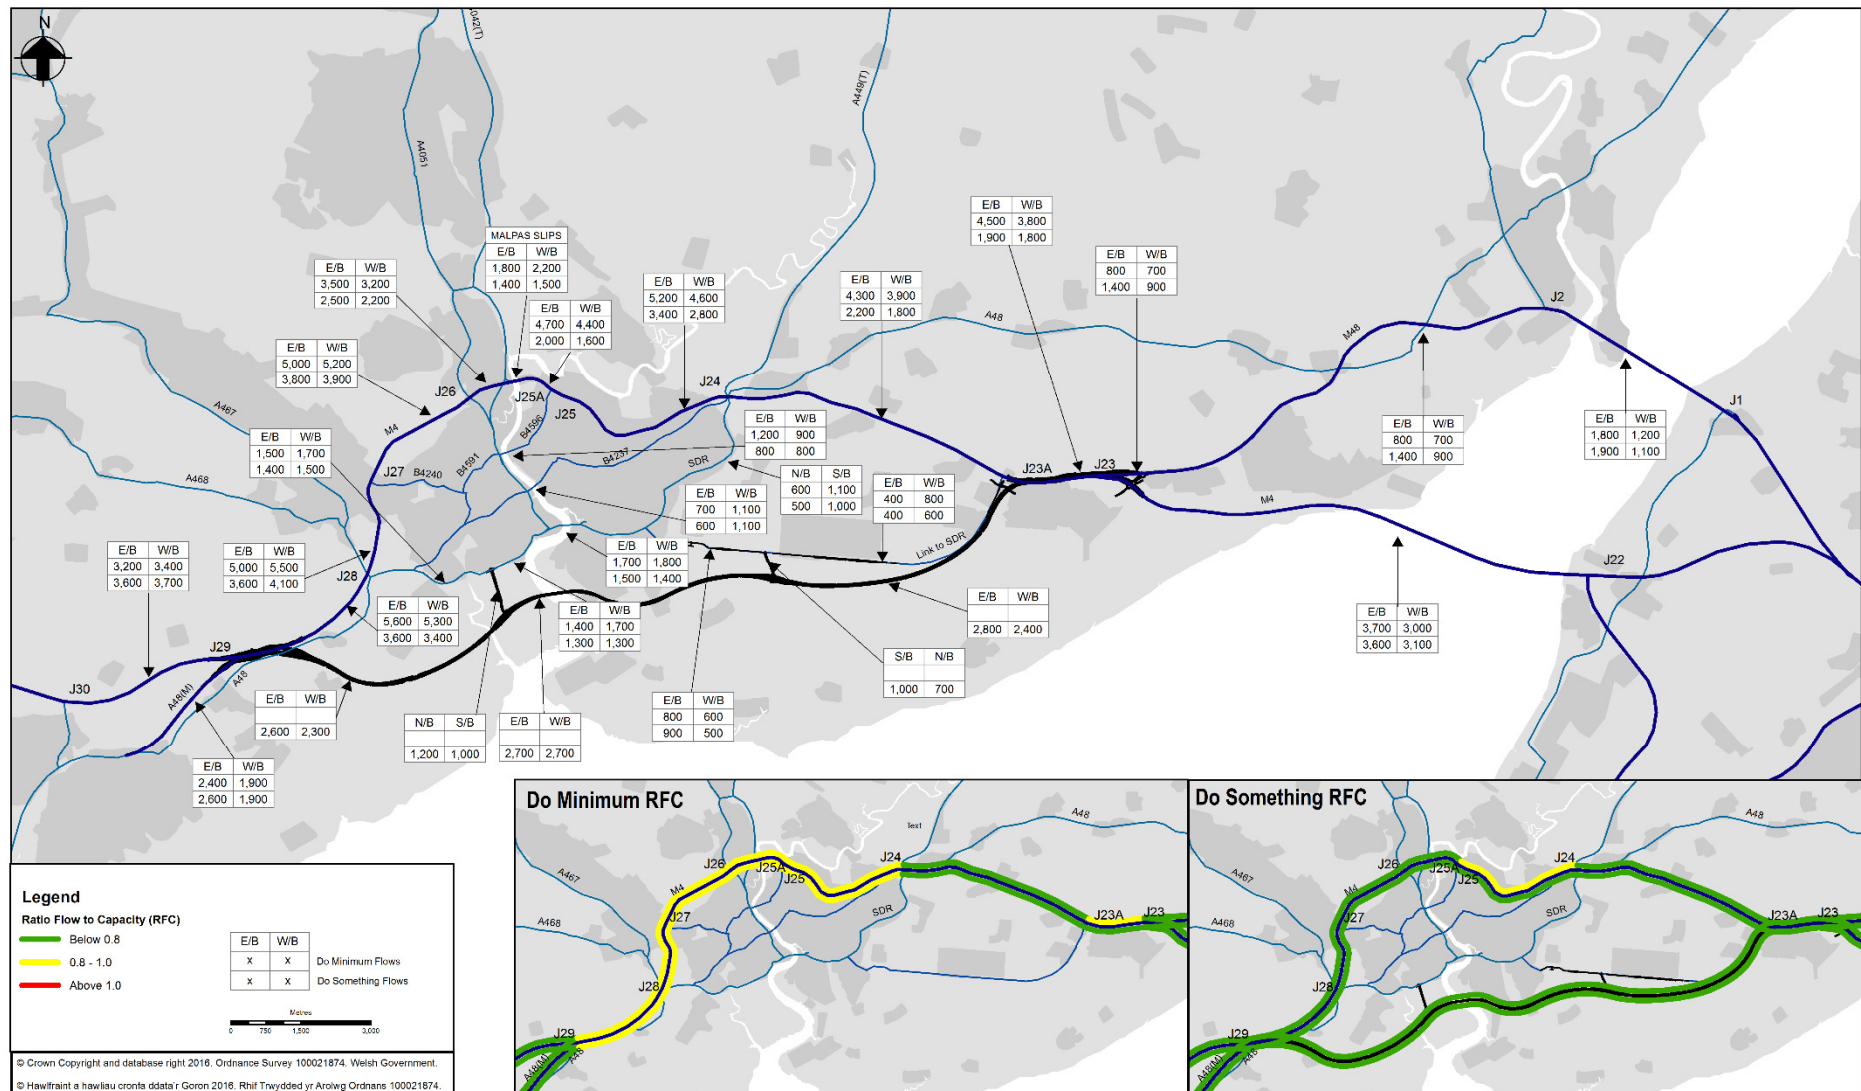 N
A042(T)
A4051
A449(T)
E/B W/B
4,500 3,800
1,900 1,800
MALPAS SLIPS
E/B W/B
1,800 2,200
1,400 1,500
E/B W/B
800 700
1,400 900
E/B W/B
3,500 3,200
2,500 2,200
E/B W/B
5,200 4,600
3,400 2,800
E/B W/B
4,300 3,900
2,200 1,800
E/B W/B
4,700 4,400
2,000 1,600
J2
A48
M48
E/B W/B
5,000 5,200
3,800 3,900
J26
J25A
J25
J24
J1
A467
M4
B4596
E/B W/B
1,200 900
800 800
E/B W/B
1,800 1,200
1,900 1,100
E/B W/B
800 700
1,400 900
E/B W/B
1,500 1,700
1,400 1,500
J27
B4240
B4591
B4237
SDR
N/B S/B
600 1,100
500 1,000
J23A
J23
A468
E/B W/B
700 1,100
600 1,100
E/B W/B
400 800
400 600
M4
Link to SDR
E/B W/B
3,200 3,400
3,600 3,700
E/B W/B
5,000 5,500
3,600 4,100
J28
E/B W/B
1,700 1,800
1,500 1,400
J22
E/B W/B
5,600 5,300
3,600 3,400
E/B W/B
1,400 1,700
1,300 1,300
E/B W/B
2,800 2,400
E/B W/B
3,700 3,000
3,600 3,100
J29
J30
A48(M)
A48
S/B N/B
1,000 700
E/B W/B
2,600 2,300
N/B S/B
1,200 1,000
E/B W/B
2,700 2,700
E/B W/B
800 600
900 500
E/B W/B
2,400 1,900
2,600 1,900
Do Minimum RFC
Text
A48
J24
J26
J25A
J25
A467
M4
A468
J27
SDR
J23A
J23
J28
J29
A48(M)
A48
Do Something RFC
A48
J24
J26
J25A
J25
A467
M4
A468
J27
SDR
J23A
J23
J28
J29
A48(M)
A48
Legend
Ratio Flow to Capacity (RFC)
Below 0.8
0.8 - 1.0
Above 1.0
E/B W/B
x x Do Minimum Flows
x x Do Something Flows
Metres
0 750 1,500 3,000
© Crown Copyright and database right 2016. Ordnance Survey 100021874. Welsh Government.
© Hawlfraint a hawliau cronfa ddata'r Goron 2016. Rhif Trwydded yr Arolwg Ordnans 100021874.